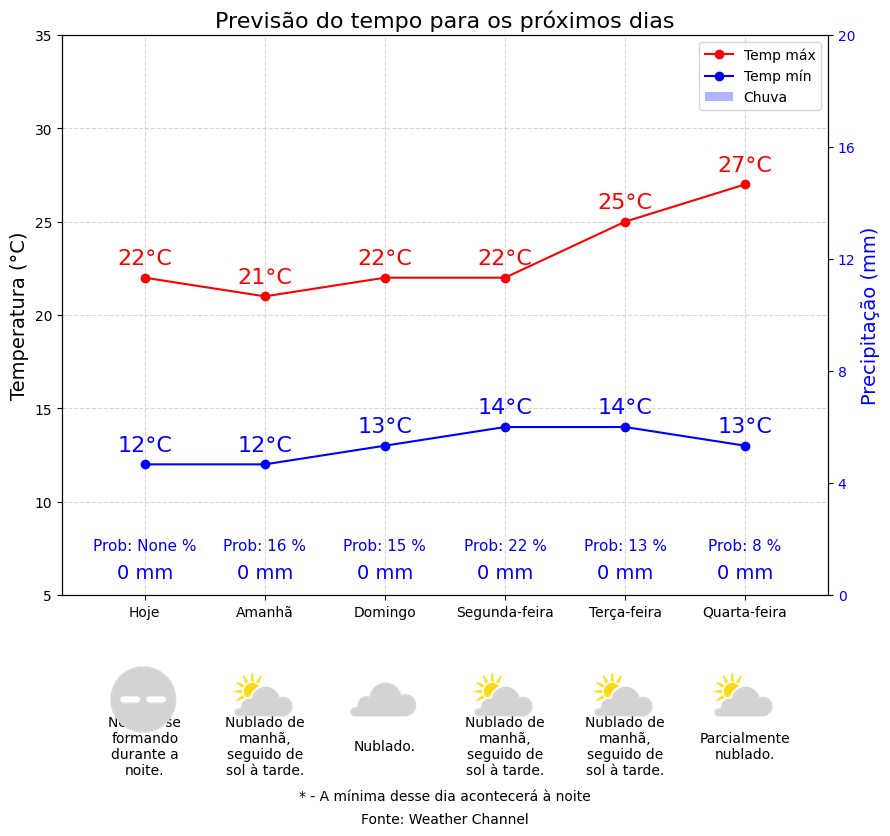 Previsão do tempo para os próximos dias
35
30
25
20
15
10
5
Temperatura (°C)
20
16
12
8
4
0
Precipitação (mm)
Temp máx
Temp mín
Chuva
22°C
21°C
22°C
22°C
25°C
27°C
12°C
12°C
13°C
14°C
14°C
13°C
Prob: None %
Prob: 16 %
Prob: 15 %
Prob: 22 %
Prob: 13 %
Prob: 8 %
0 mm
0 mm
0 mm
0 mm
0 mm
0 mm
Hoje
Amanhã
Domingo
Segunda-feira
Terça-feira
Quarta-feira
se
formando
durante a
noite.
Nublado de
manhã,
seguido de
sol à tarde.
Nublado.
Nublado de
manhã,
seguido de
sol à tarde.
Nublado de
manhã,
seguido de
sol à tarde.
Parcialmente
nublado.
* - A mínima desse dia acontecerá à noite
Fonte: Weather Channel